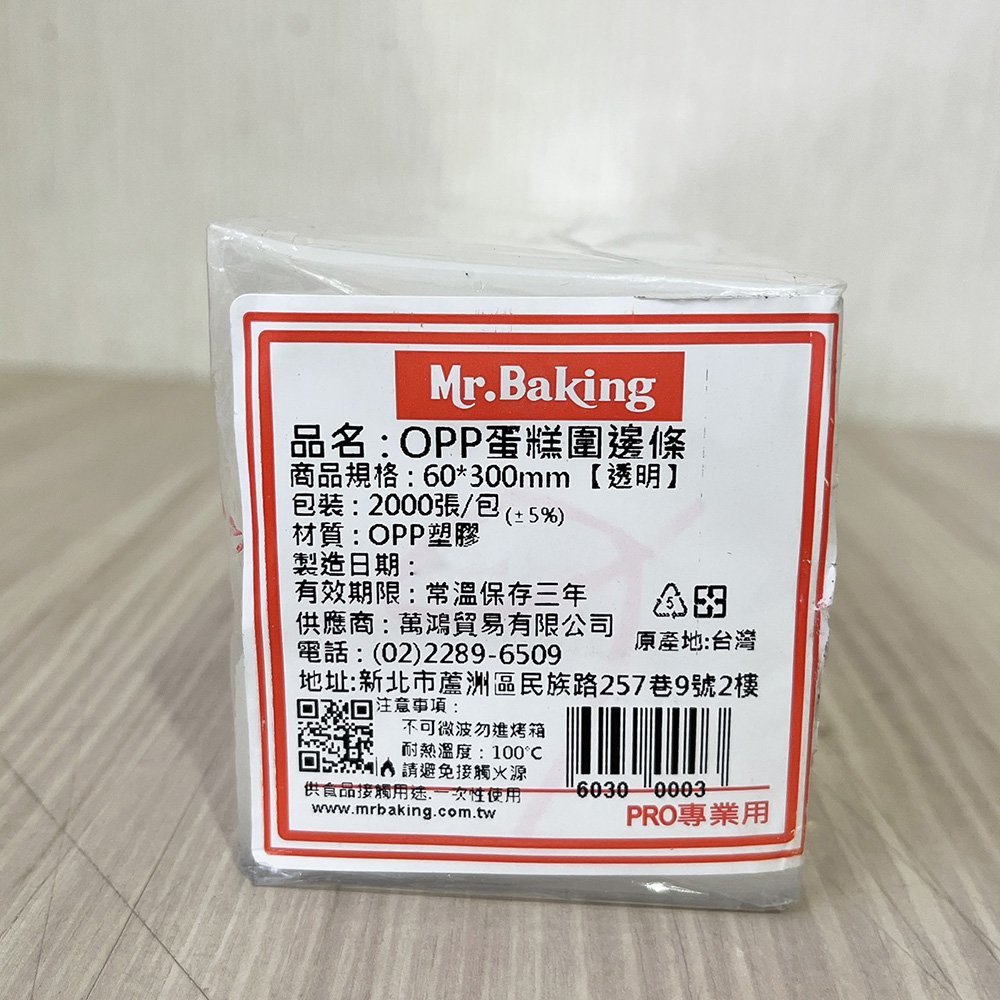 Mr.Baking
品名：OPP蛋糕圍邊條
商品規格：60*300mm【透明】
包裝：2000張/包(±5%)
材質：OPP塑膠
製造日期：
有效期限：常溫保存三年
供應商：萬鴻貿易有限公司
5
原產地:台灣
電話：(02)2289-6509
地址:新北市蘆洲區民族路257巷9號2樓
注意事項：
不可微波勿進烤箱
耐熱溫度：100°C
請避免接觸火源
供食品接觸用途.一次性使用
www.mrbaking.com.tw
6030 0003
PRO專業用